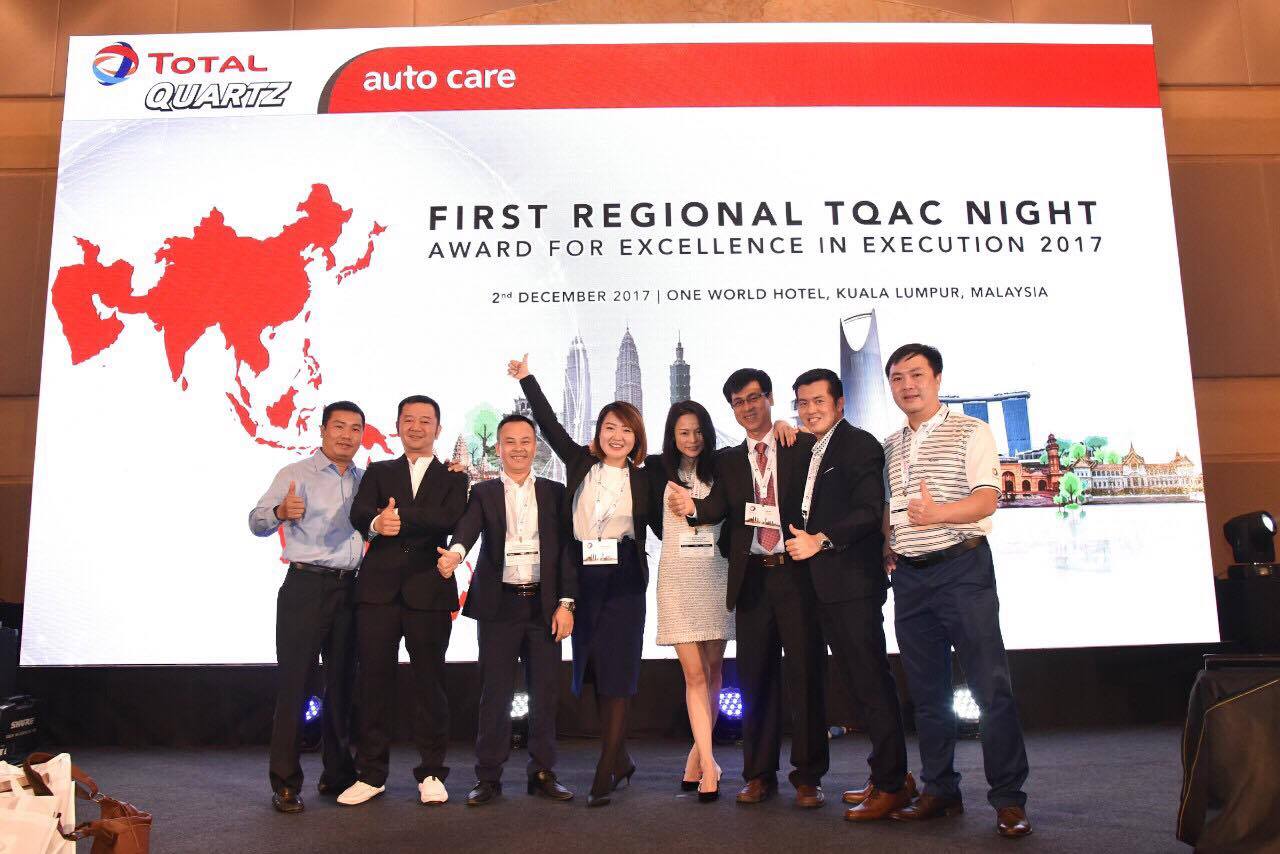 TOTAL
QUARTZ
auto care
FIRST REGIONAL TQAC NIGHT
AWARD FOR EXCELLENCE IN EXECUTION 2017
2nd DECEMBER 2017 | ONE WORLD HOTEL, KUALA LUMPUR, MALAYSIA
SHURE